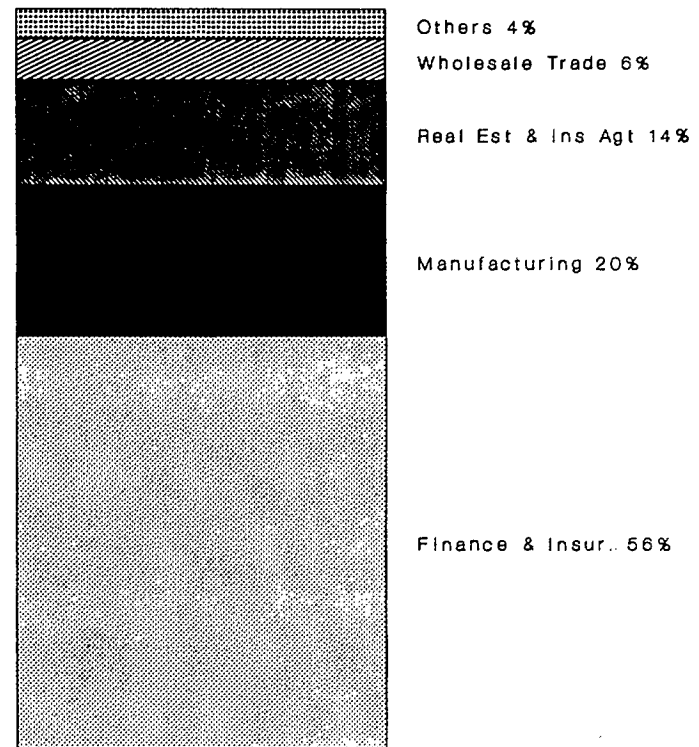 Others 4%
Wholesale Trade 6%
Real Est & Ins Agt 14%
Manufacturing 20%
Finance & Insur.. 56%